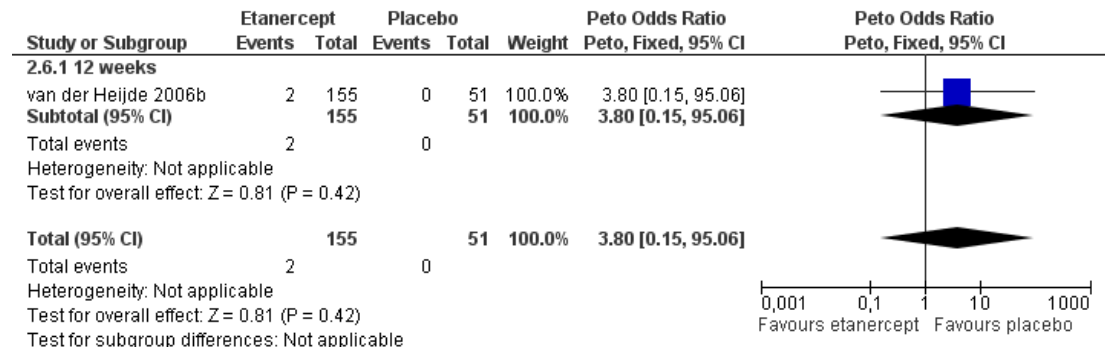 Etanercept Placebo Peto Odds Ratio Peto Odds Ratio
Study or Subgroup Events Total Events Total Weight Peto, Fixed, 95% CI Peto, Fixed, 95% CI
2.6.1 12 weeks
van der Heijde 2006b 2 155 0 51 100.0% 3.80 [0.15, 95.06]
Subtotal (95% CI) 155 51 100.0% 3.80 [0.15, 95.06]
Total events 2 0
Heterogeneity: Not applicable
Test for overall effect: Z = 0.81 (P = 0.42)
Total (95% CI) 155 51 100.0% 3.80 [0.15, 95.06]
Total events 2 0
Heterogeneity: Not applicable
Test for overall effect: Z = 0.81 (P = 0.42)
Test for subgroup differences: Not applicable
0,001 0,1 1 10 1000
Favours etanercept Favours placebo